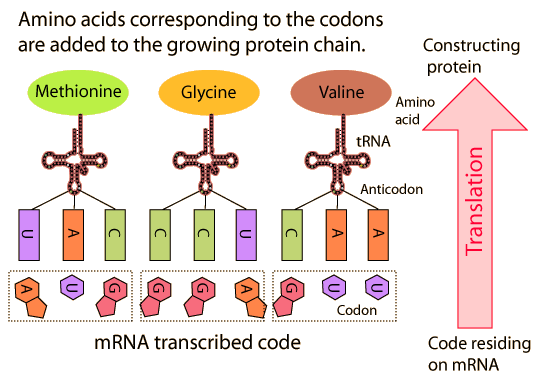 Amino acids corresponding to the codons
are added to the growing protein chain.
Constructing
protein
Methionine
Glycine
Valine
Amino
acid
tRNA
Anticodon
Translation
U A C C C U C A A
A U G G G A G U U
Codon
mRNA transcribed code
Code residing
on mRNA